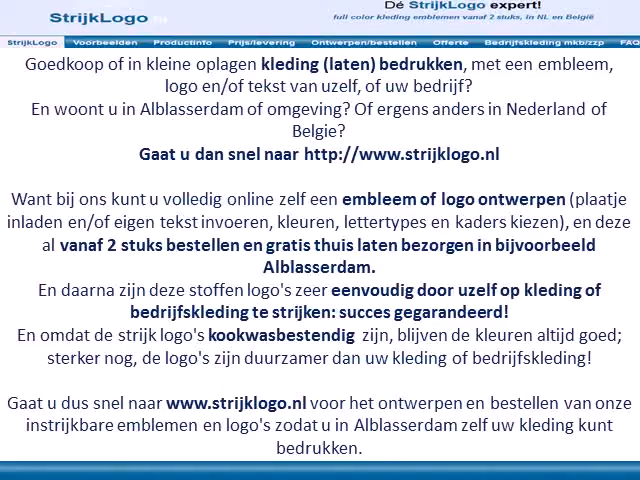 StrijkLogo
Dé StrijkLogo expert!
full color kleding emblemen vanaf 2 stuks, in NL en België
StrijkLogo Voorbeelden Productinfo Prijs/levering Ontwerpen/bestellen Offerte Bedrijfskleding mkb/zzp FAQ
Goedkoop of in kleine oplagen kleding (laten) bedrukken, met een embleem,
logo en/of tekst van uzelf, of uw bedrijf?
En woont u in Alblasserdam of omgeving? Of ergens anders in Nederland of
Belgie?
Gaat u dan snel naar http://www.strijklogo.nl
Want bij ons kunt u volledig online zelf een embleem of logo ontwerpen (plaatje
inladen en/of eigen tekst invoeren, kleuren, lettertypes en kaders kiezen), en deze
al vanaf 2 stuks bestellen en gratis thuis laten bezorgen in bijvoorbeeld
Alblasserdam.
En daarna zijn deze stoffen logo's zeer eenvoudig door uzelf op kleding of
bedrijfskleding te strijken: succes gegarandeerd!
En omdat de strijk logo's kookwasbestendig zijn, blijven de kleuren altijd goed;
sterker nog, de logo's zijn duurzamer dan uw kleding of bedrijfskleding!
Gaat u dus snel naar www.strijklogo.nl voor het ontwerpen en bestellen van onze
instrijkbare emblemen en logo's zodat u in Alblasserdam zelf uw kleding kunt
bedrukken.